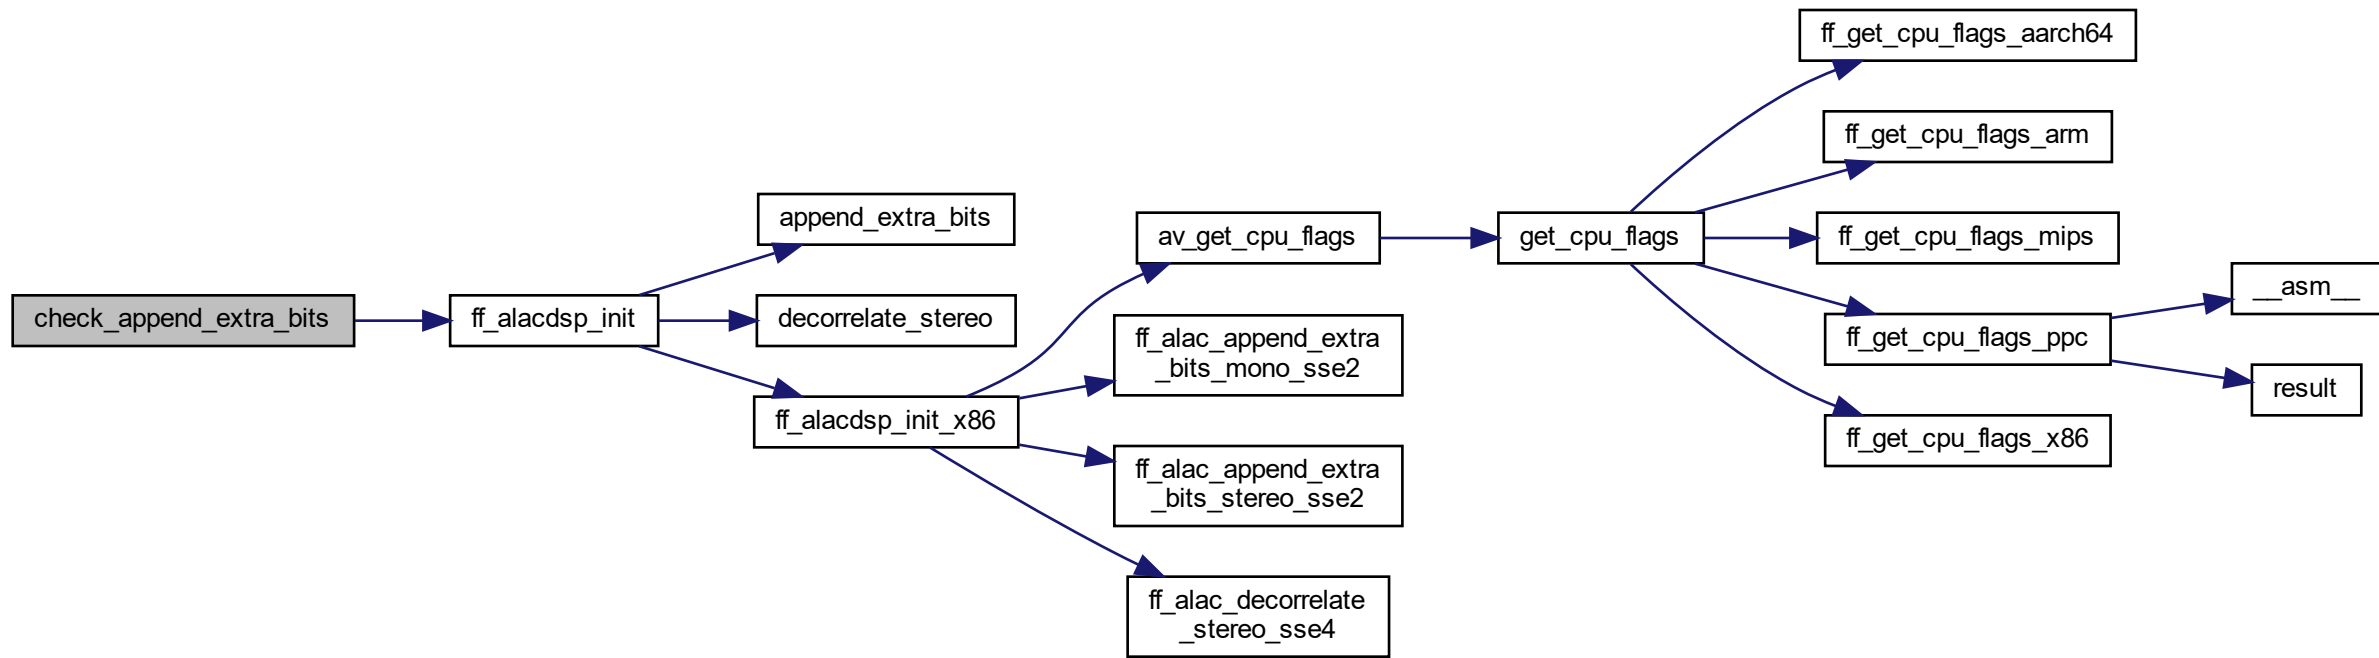 check_append_extra_bits
ff_alacdsp_init
append_extra_bits
decorrelate_stereo
ff_alacdsp_init_x86
av_get_cpu_flags
ff_alac_append_extra
_bits_mono_sse2
ff_alac_append_extra
_bits_stereo_sse2
ff_alac_decorrelate
_stereo_sse4
get_cpu_flags
ff_get_cpu_flags_aarch64
ff_get_cpu_flags_arm
ff_get_cpu_flags_mips
ff_get_cpu_flags_ppc
ff_get_cpu_flags_x86
__asm__
result